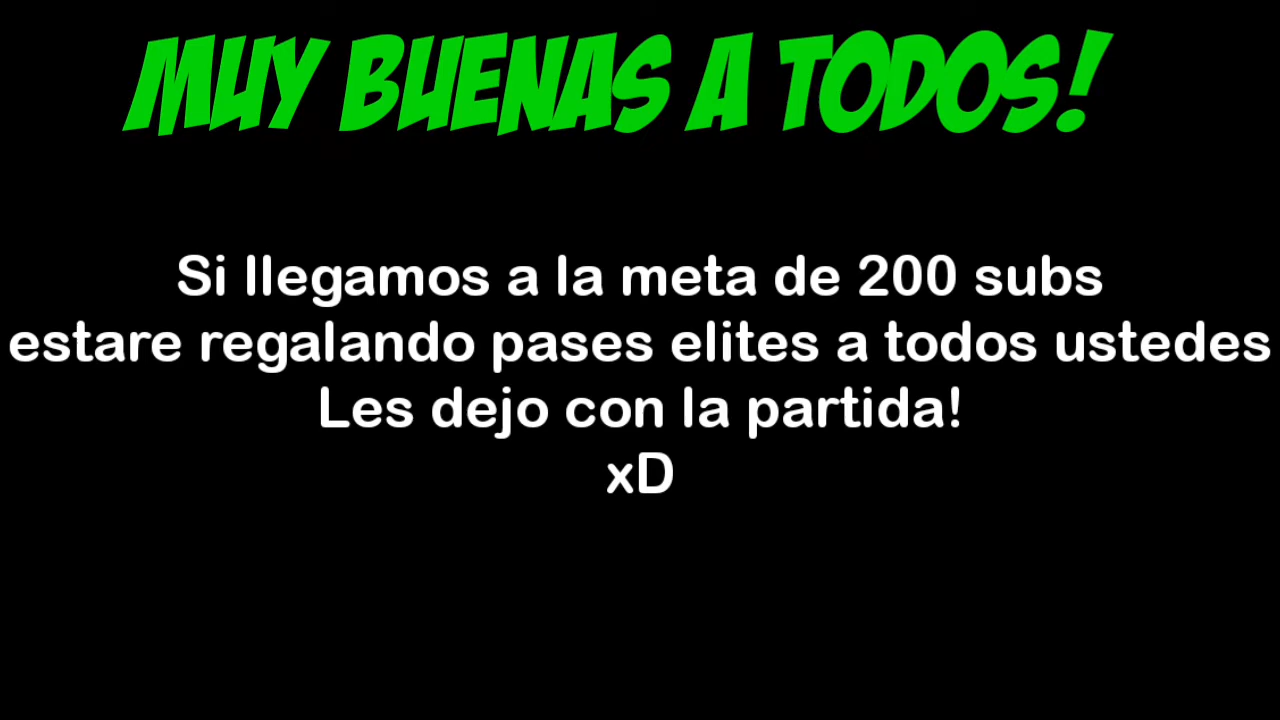 MUY BUENAS A TODOS!
Si llegamos a la meta de 200 subs
estare regalando pases elites a todos ustedes
Les dejo con la partida!
xD